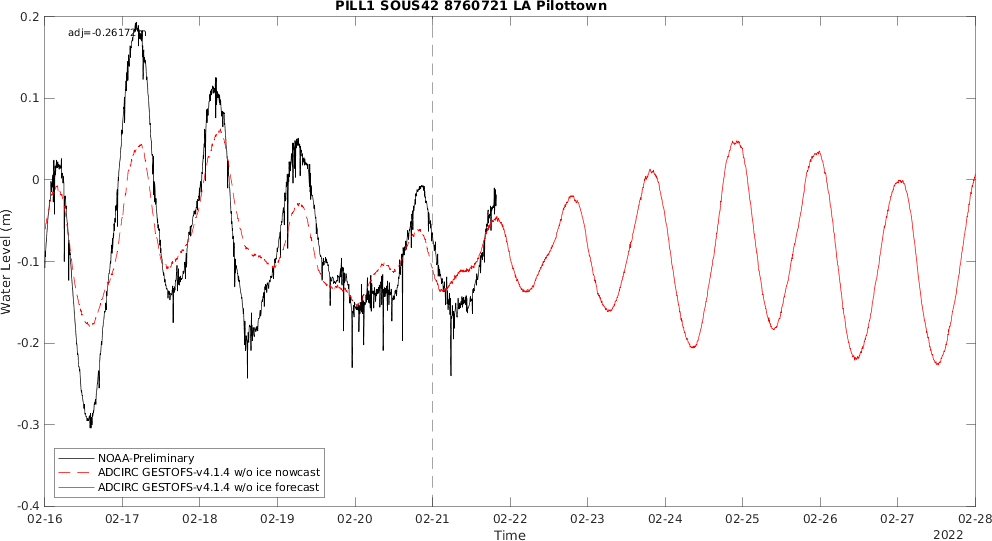 PILL1 SOUS42 8760721 LA Pilottown
adj=-0.26172 m
0.2
0.1
0
-0.1
-0.2
-0.3
-0.4
Water Level (m)
NOAA-Preliminary
ADCIRC GESTOFS-v4.1.4 w/o ice nowcast
ADCIRC GESTOFS-v4.1.4 w/o ice forecast
02-16 02-17 02-18 02-19 02-20 02-21 02-22 02-23 02-24 02-25 02-26 02-27 02-28
Time
2022